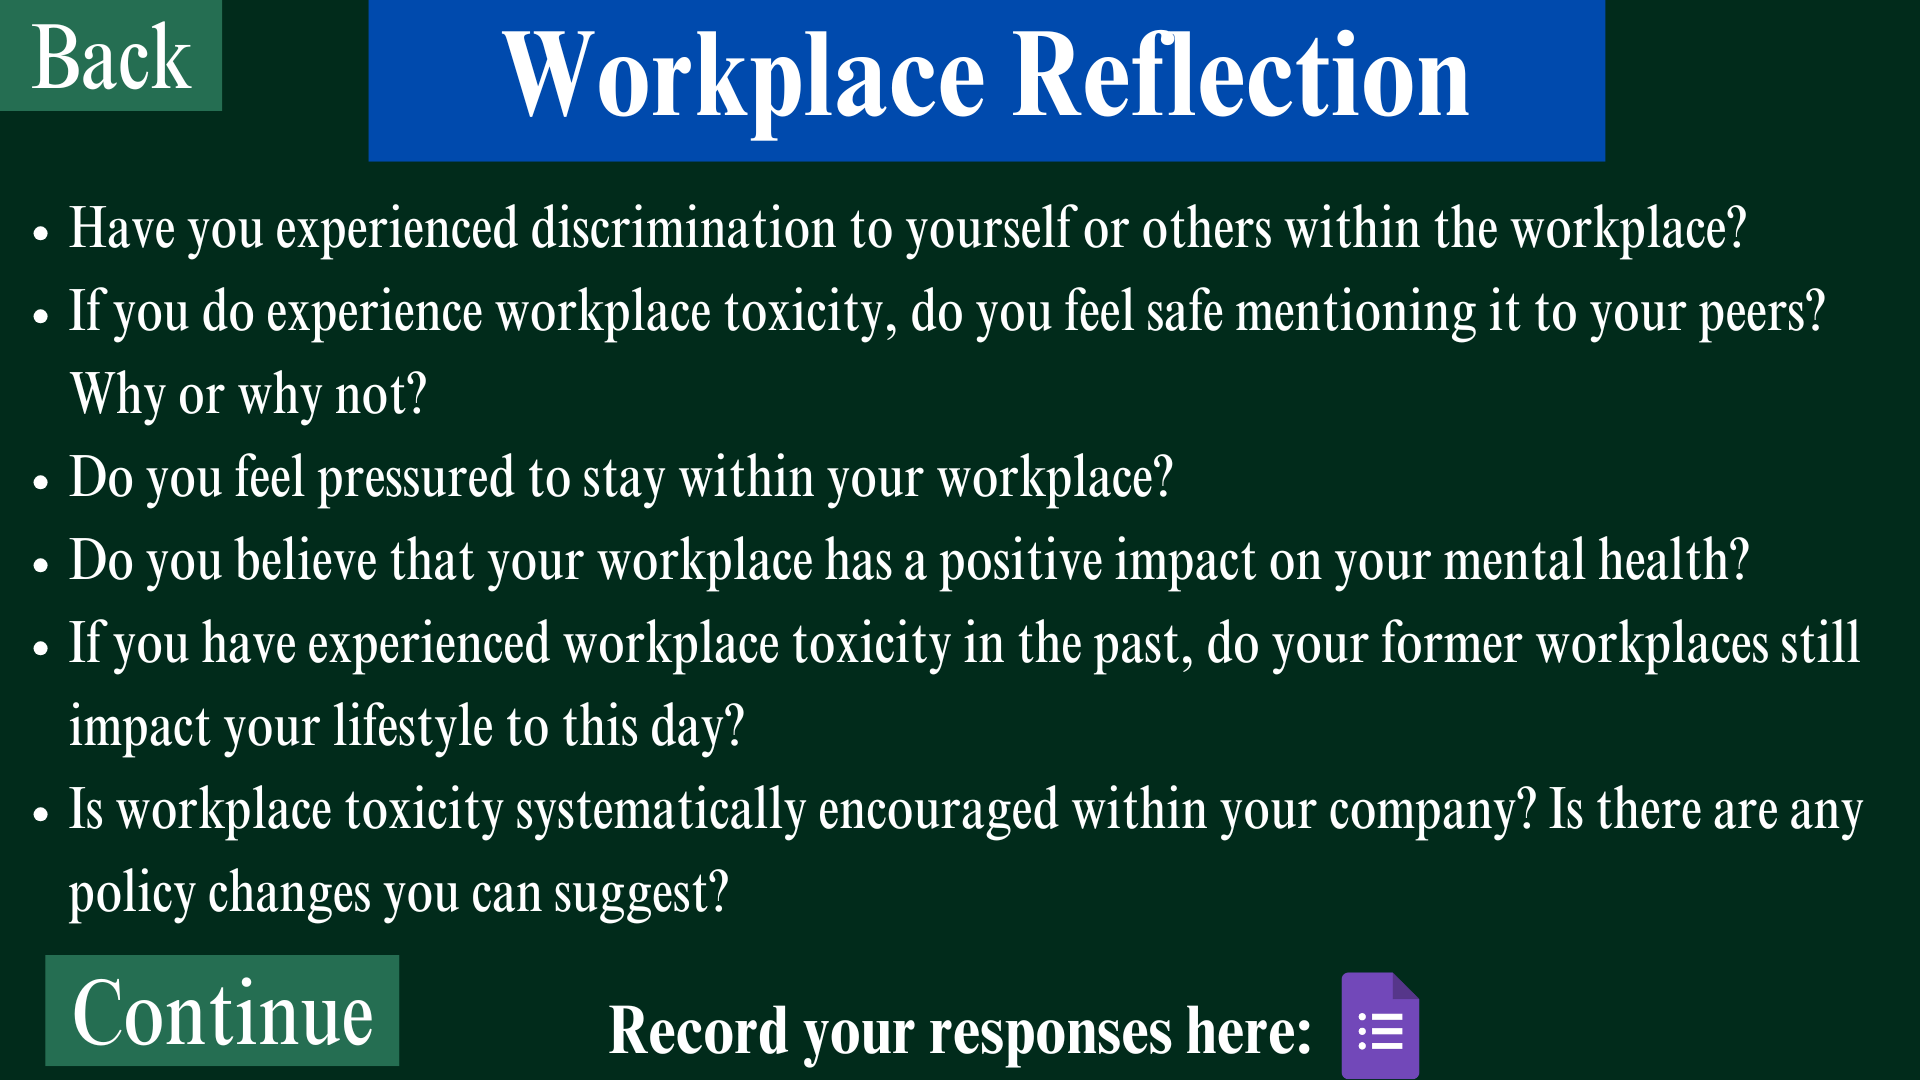 Back
Workplace Reflection
• Have you experienced discrimination to yourself or others within the workplace?
• If you do experience workplace toxicity, do you feel safe mentioning it to your peers?
Why or why not?
• Do you feel pressured to stay within your workplace?
• Do you believe that your workplace has a positive impact on your mental health?
• If you have experienced workplace toxicity in the past, do your former workplaces still
impact your lifestyle to this day?
• Is workplace toxicity systematically encouraged within your company? Is there are any
policy changes you can suggest?
Continue
Record your responses here: